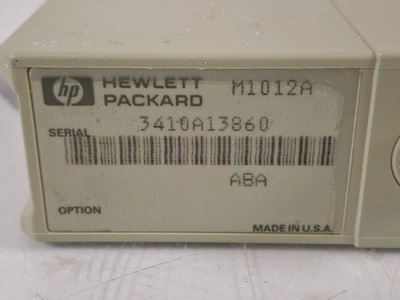 hp HEWLETT PACKARD M1012A
SERIAL 3410A13860
ABA
OPTION
MADE IN U.S.A.